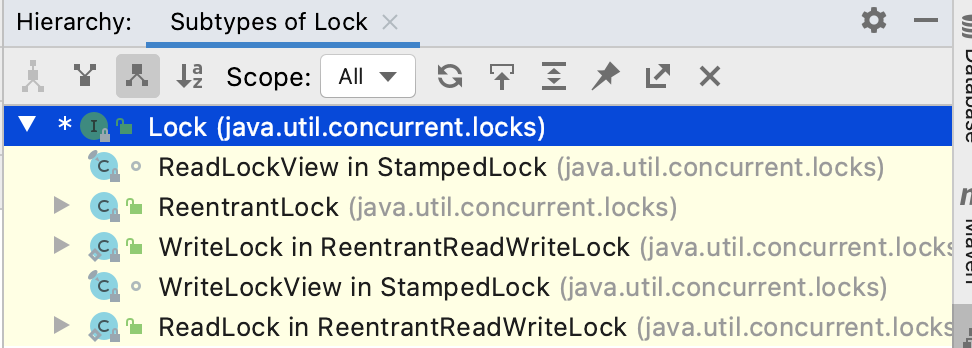 Hierarchy: Subtypes of Lock
Scope: All
* I Lock (java.util.concurrent.locks)
C ReadLockView in StampedLock (java.util.concurrent.locks)
C ReentrantLock (java.util.concurrent.locks)
C WriteLock in ReentrantReadWriteLock (java.util.concurrent.locks
C WriteLockView in StampedLock (java.util.concurrent.locks)
C ReadLock in ReentrantReadWriteLock (java.util.concurrent.locks
Database
Maven